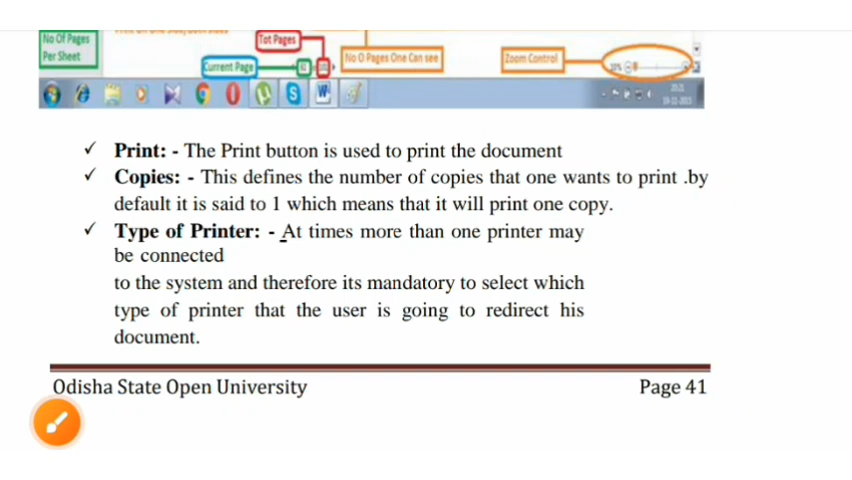 No Of Pages
Per Sheet
Tot Pages
Current Page
No O Pages One Can see
Zoom Control
✓ Print: - The Print button is used to print the document
✓ Copies: - This defines the number of copies that one wants to print .by
default it is said to 1 which means that it will print one copy.
✓ Type of Printer: - At times more than one printer may
be connected
to the system and therefore its mandatory to select which
type of printer that the user is going to redirect his
document.
Odisha State Open University Page 41